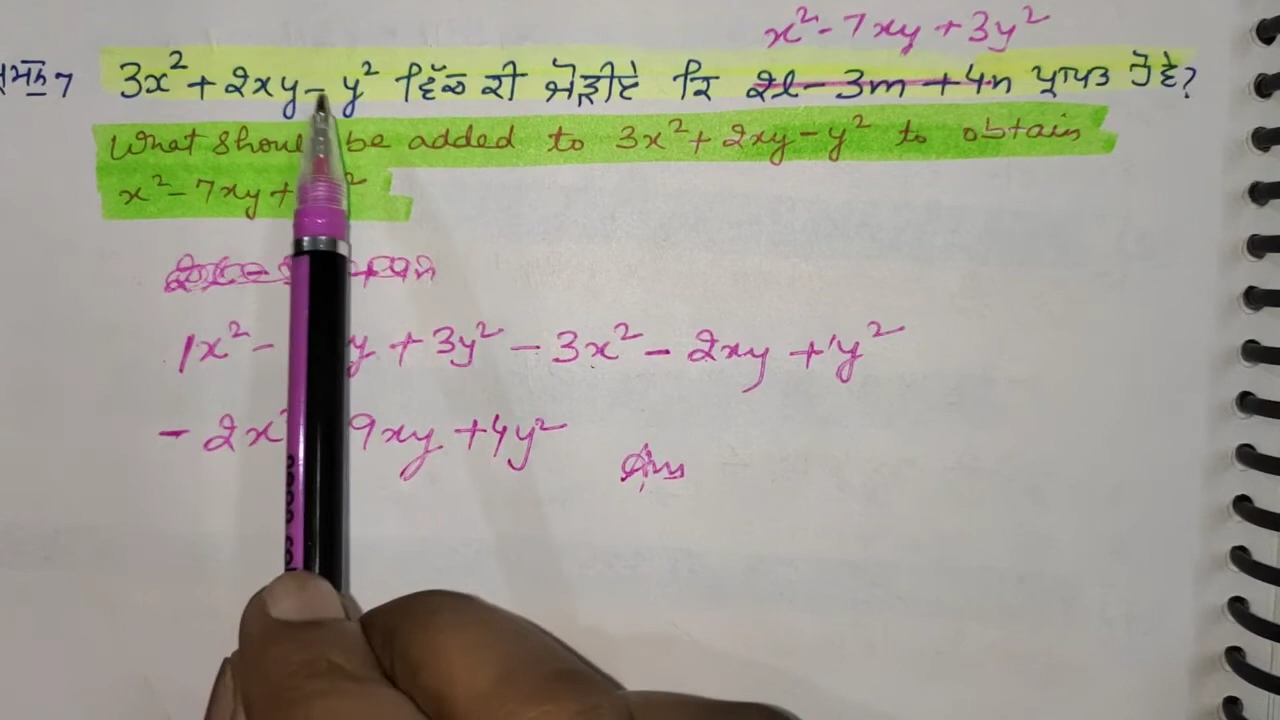 x² - 7xy + 3y²
ਪ੍ਰਸ਼ਨ 7 3x² + 2xy - y² ਵਿੱਚ ਕੀ ਜੋੜੀਏ ਕਿ 2l - 3m + 4n ਪ੍ਰਾਪਤ ਹੋਵੇ?
What be added to 3x² + 2xy - y² to obtain
x² - 7xy +
1x² - y + 3y² - 3x² - 2xy + 1y²
- 2x² 9xy + 4y² Ans